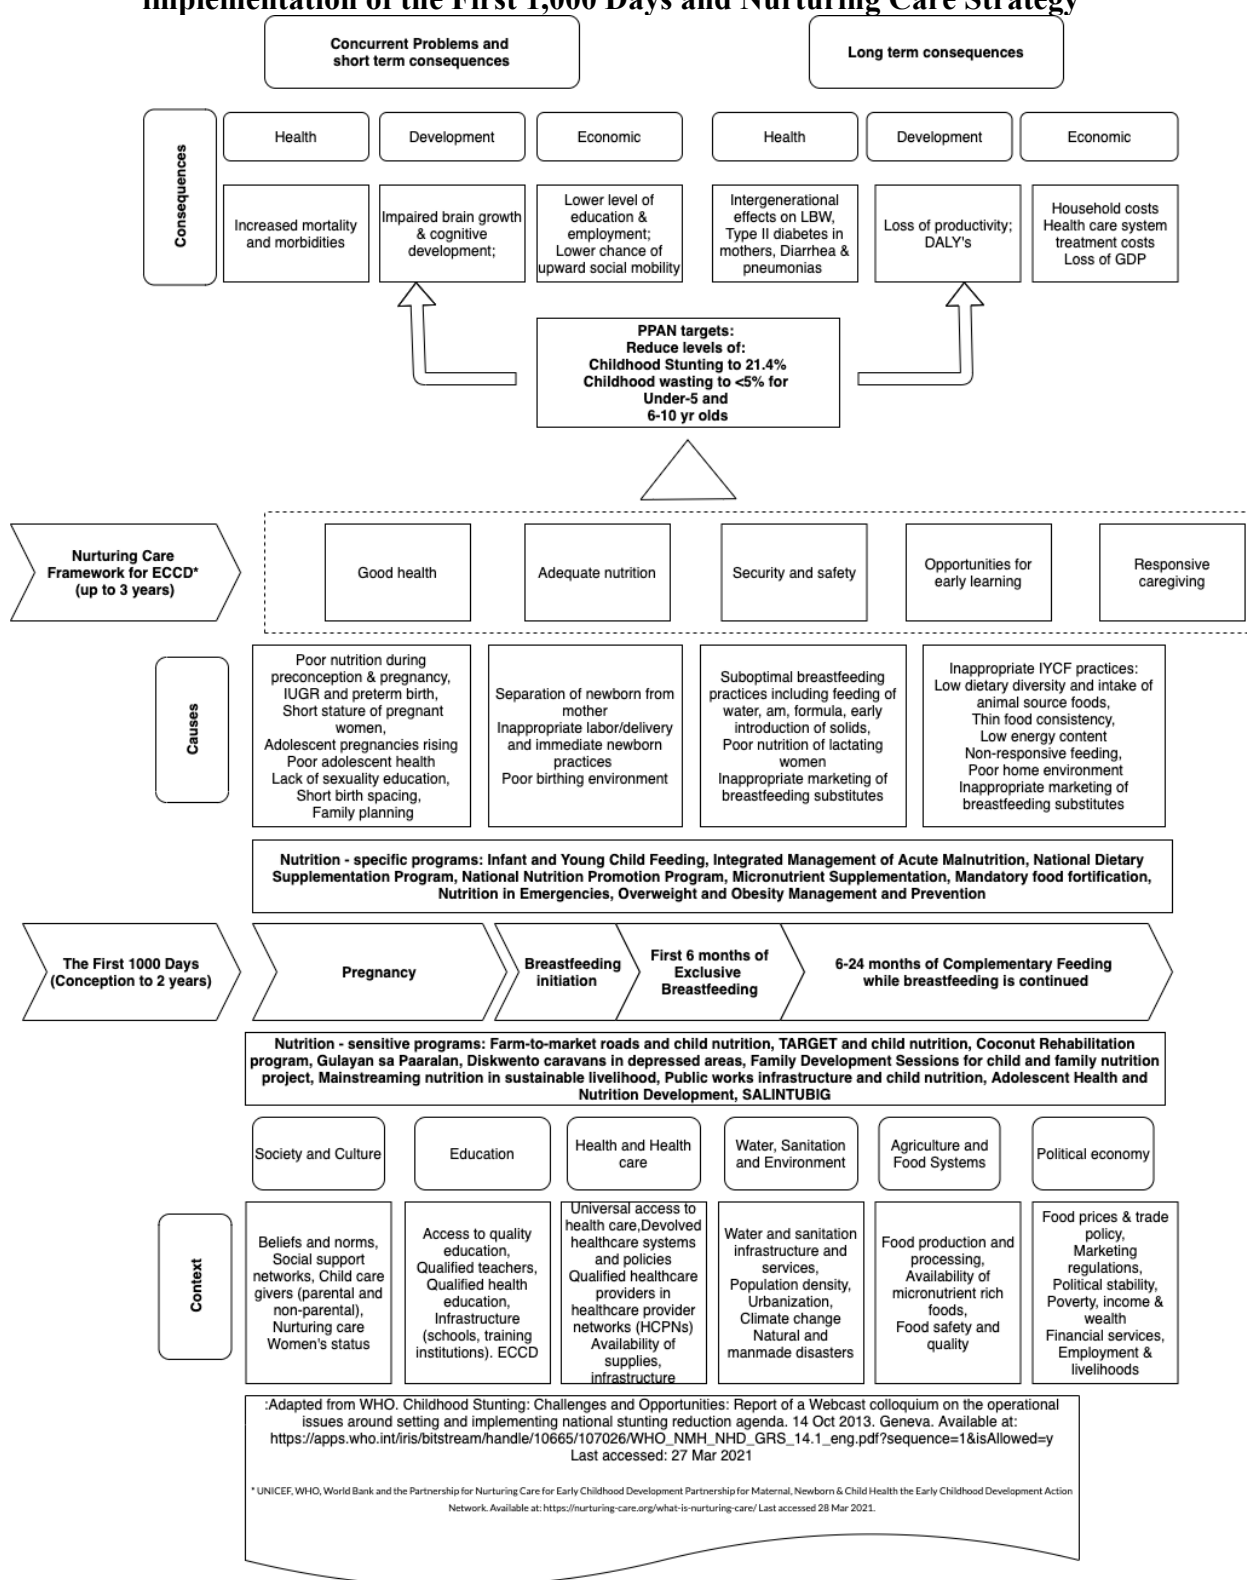 Implementation of the First 1,000 Days and Nurturing Care Strategy
Concurrent Problems and
short term consequences
Long term consequences
Consequences
Health
Development
Economic
Health
Development
Economic
Increased mortality
and morbidities
Impaired brain growth
& cognitive
development;
Lower level of
education &
employment;
Lower chance of
upward social mobility
Intergenerational
effects on LBW,
Type II diabetes in
mothers, Diarrhea &
pneumonias
Loss of productivity;
DALY's
Household costs
Health care system
treatment costs
Loss of GDP
PPAN targets:
Reduce levels of:
Childhood Stunting to 21.4%
Childhood wasting to <5% for
Under-5 and
6-10 yr olds
Nurturing Care
Framework for ECCD*
(up to 3 years)
Good health
Adequate nutrition
Security and safety
Opportunities for
early learning
Responsive
caregiving
Causes
Poor nutrition during
preconception & pregnancy,
IUGR and preterm birth,
Short stature of pregnant
women,
Adolescent pregnancies rising
Poor adolescent health
Lack of sexuality education,
Short birth spacing,
Family planning
Separation of newborn from
mother
Inappropriate labor/delivery
and immediate newborn
practices
Poor birthing environment
Suboptimal breastfeeding
practices including feeding of
water, am, formula, early
introduction of solids,
Poor nutrition of lactating
women
Inappropriate marketing of
breastfeeding substitutes
Inappropriate IYCF practices:
Low dietary diversity and intake of
animal source foods,
Thin food consistency,
Low energy content
Non-responsive feeding,
Poor home environment
Inappropriate marketing of
breastfeeding substitutes
Nutrition - specific programs: Infant and Young Child Feeding, Integrated Management of Acute Malnutrition, National Dietary
Supplementation Program, National Nutrition Promotion Program, Micronutrient Supplementation, Mandatory food fortification,
Nutrition in Emergencies, Overweight and Obesity Management and Prevention
The First 1000 Days
(Conception to 2 years)
Pregnancy
Breastfeeding
initiation
First 6 months of
Exclusive
Breastfeeding
6-24 months of Complementary Feeding
while breastfeeding is continued
Nutrition - sensitive programs: Farm-to-market roads and child nutrition, TARGET and child nutrition, Coconut Rehabilitation
program, Gulayan sa Paaralan, Diskwento caravans in depressed areas, Family Development Sessions for child and family nutrition
project, Mainstreaming nutrition in sustainable livelihood, Public works infrastructure and child nutrition, Adolescent Health and
Nutrition Development, SALINTUBIG
Society and Culture
Education
Health and Health
care
Water, Sanitation
and Environment
Agriculture and
Food Systems
Political economy
Context
Beliefs and norms,
Social support
networks, Child care
givers (parental and
non-parental),
Nurturing care
Women's status
Access to quality
education,
Qualified teachers,
Qualified health
education,
Infrastructure
(schools, training
institutions). ECCD
Universal access to
health care,Devolved
healthcare systems
and policies
Qualified healthcare
providers in
healthcare provider
networks (HCPNs)
Availability of
supplies,
infrastructure
Water and sanitation
infrastructure and
services,
Population density,
Urbanization,
Climate change
Natural and
manmade disasters
Food production and
processing,
Availability of
micronutrient rich
foods,
Food safety and
quality
Food prices & trade
policy,
Marketing
regulations,
Political stability,
Poverty, income &
wealth
Financial services,
Employment &
livelihoods
:Adapted from WHO. Childhood Stunting: Challenges and Opportunities: Report of a Webcast colloquium on the operational
issues around setting and implementing national stunting reduction agenda. 14 Oct 2013. Geneva. Available at:
https://apps.who.int/iris/bitstream/handle/10665/107026/WHO_NMH_NHD_GRS_14.1_eng.pdf?sequence=1&isAllowed=y
Last accessed: 27 Mar 2021
* UNICEF, WHO, World Bank and the Partnership for Nurturing Care for Early Childhood Development Partnership for Maternal, Newborn & Child Health the Early Childhood Development Action
Network. Available at: https://nurturing-care.org/what-is-nurturing-care/ Last accessed 28 Mar 2021.